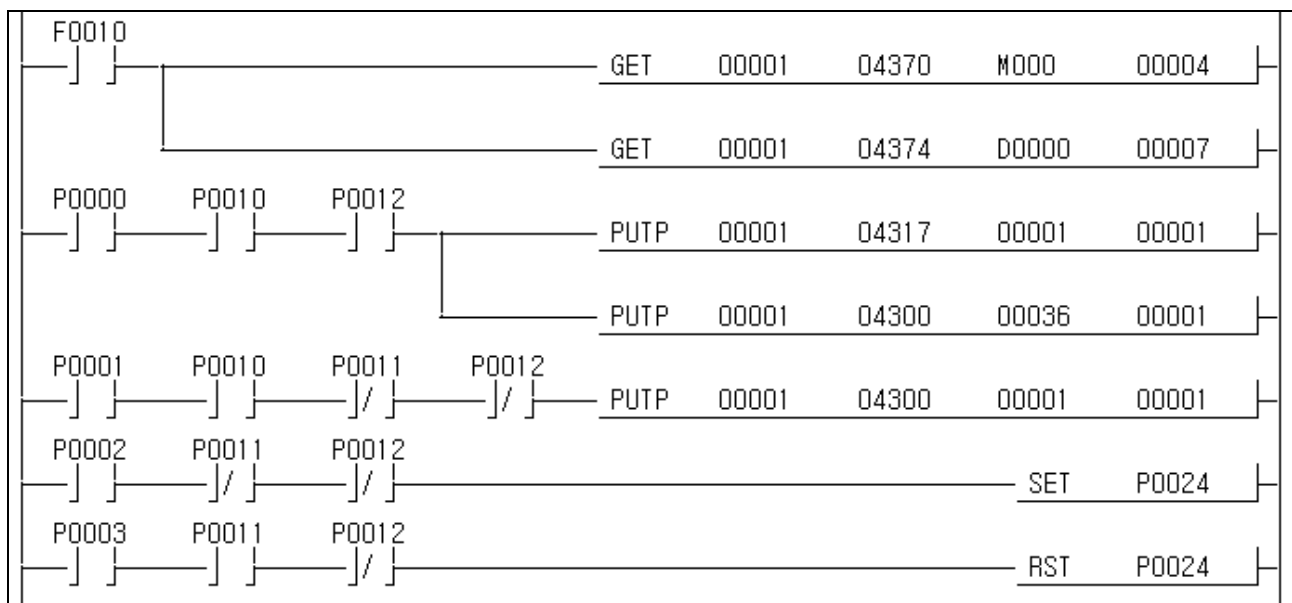 F0010
GET 00001 04370 M000 00004
GET 00001 04374 D0000 00007
P0000 P0010 P0012
PUTP 00001 04317 00001 00001
PUTP 00001 04300 00036 00001
P0001 P0010 P0011 P0012
PUTP 00001 04300 00001 00001
P0002 P0011 P0012
SET P0024
P0003 P0011 P0012
RST P0024